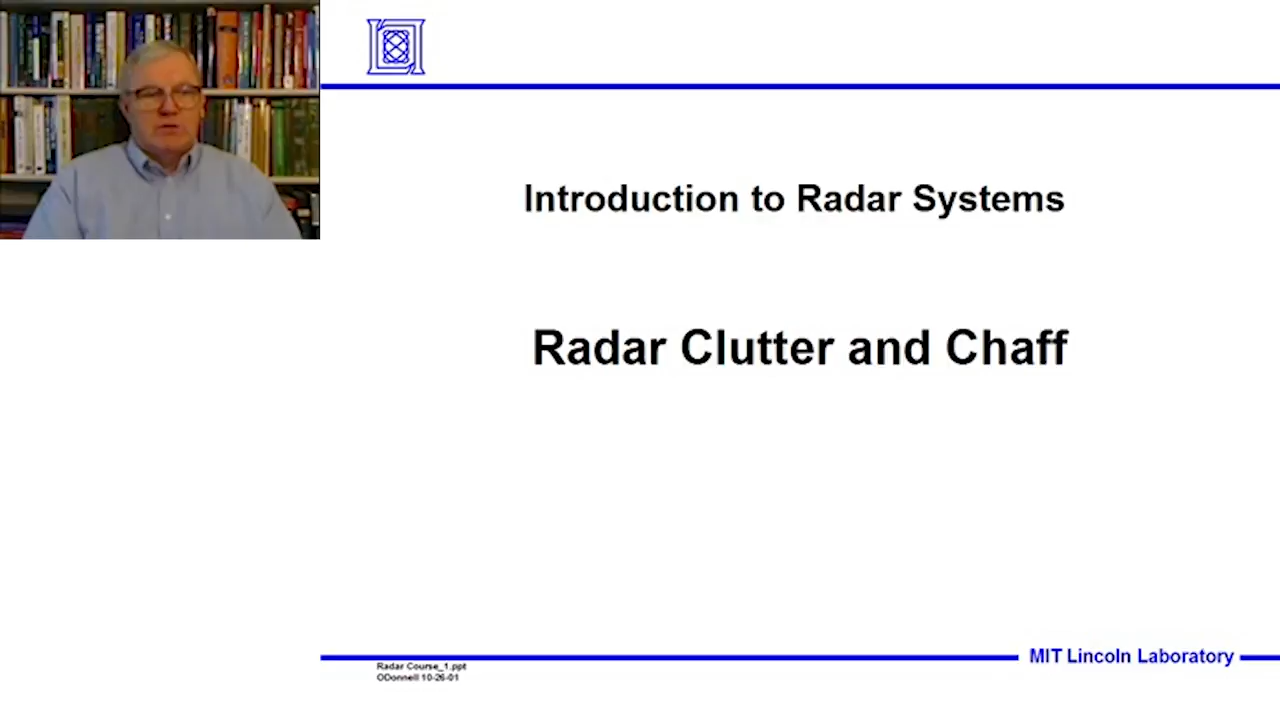 Introduction to Radar Systems
Radar Clutter and Chaff
MIT Lincoln Laboratory
Radar Course_1.ppt
ODonnell 10-26-01